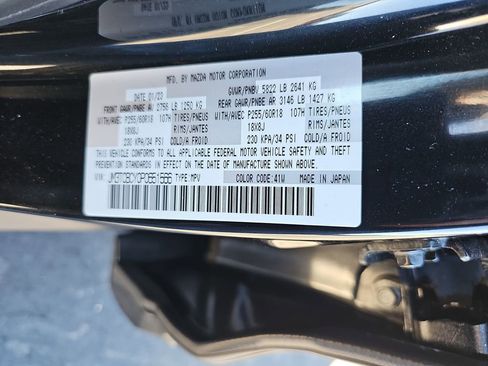 MFD. BY MAZDA MOTOR CORPORATION
DATE 01/23 GVWR/PNBV 5822 LB 2641 KG
FRONT GAWR/PNBE AV 2756 LB 1250 KG REAR GAWR/PNBE AR 3146 LB 1427 KG
WITH/AVEC P255/60R18 107H TIRES/PNEUS WITH/AVEC P255/60R18 107H TIRES/PNEUS
18X8J RIMS/JANTES 18X8J RIMS/JANTES
230 KPA/34 PSI COLD/A FROID 230 KPA/34 PSI COLD/A FROID
THIS VEHICLE CONFORMS TO ALL APPLICABLE FEDERAL MOTOR VEHICLE SAFETY STANDARDS
IN EFFECT ON THE DATE OF MANUFACTURE SHOWN ABOVE.
TYPE:MPV COLOR CODE:41W MADE IN JAPAN